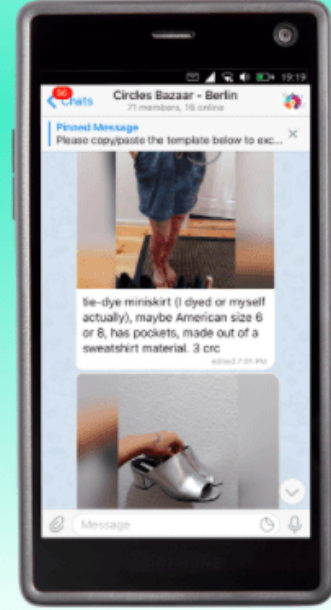 19:19
50
Chats
Circles Bazaar - Berlin
71 members, 16 online
Pinned Message
Please copy/paste the template below to exc...
tie-dye miniskirt (I dyed or myself
actually), maybe American size 6
or 8, has pockets, made out of a
sweatshirt material. 3 crc
edited 7:01 PM
Message